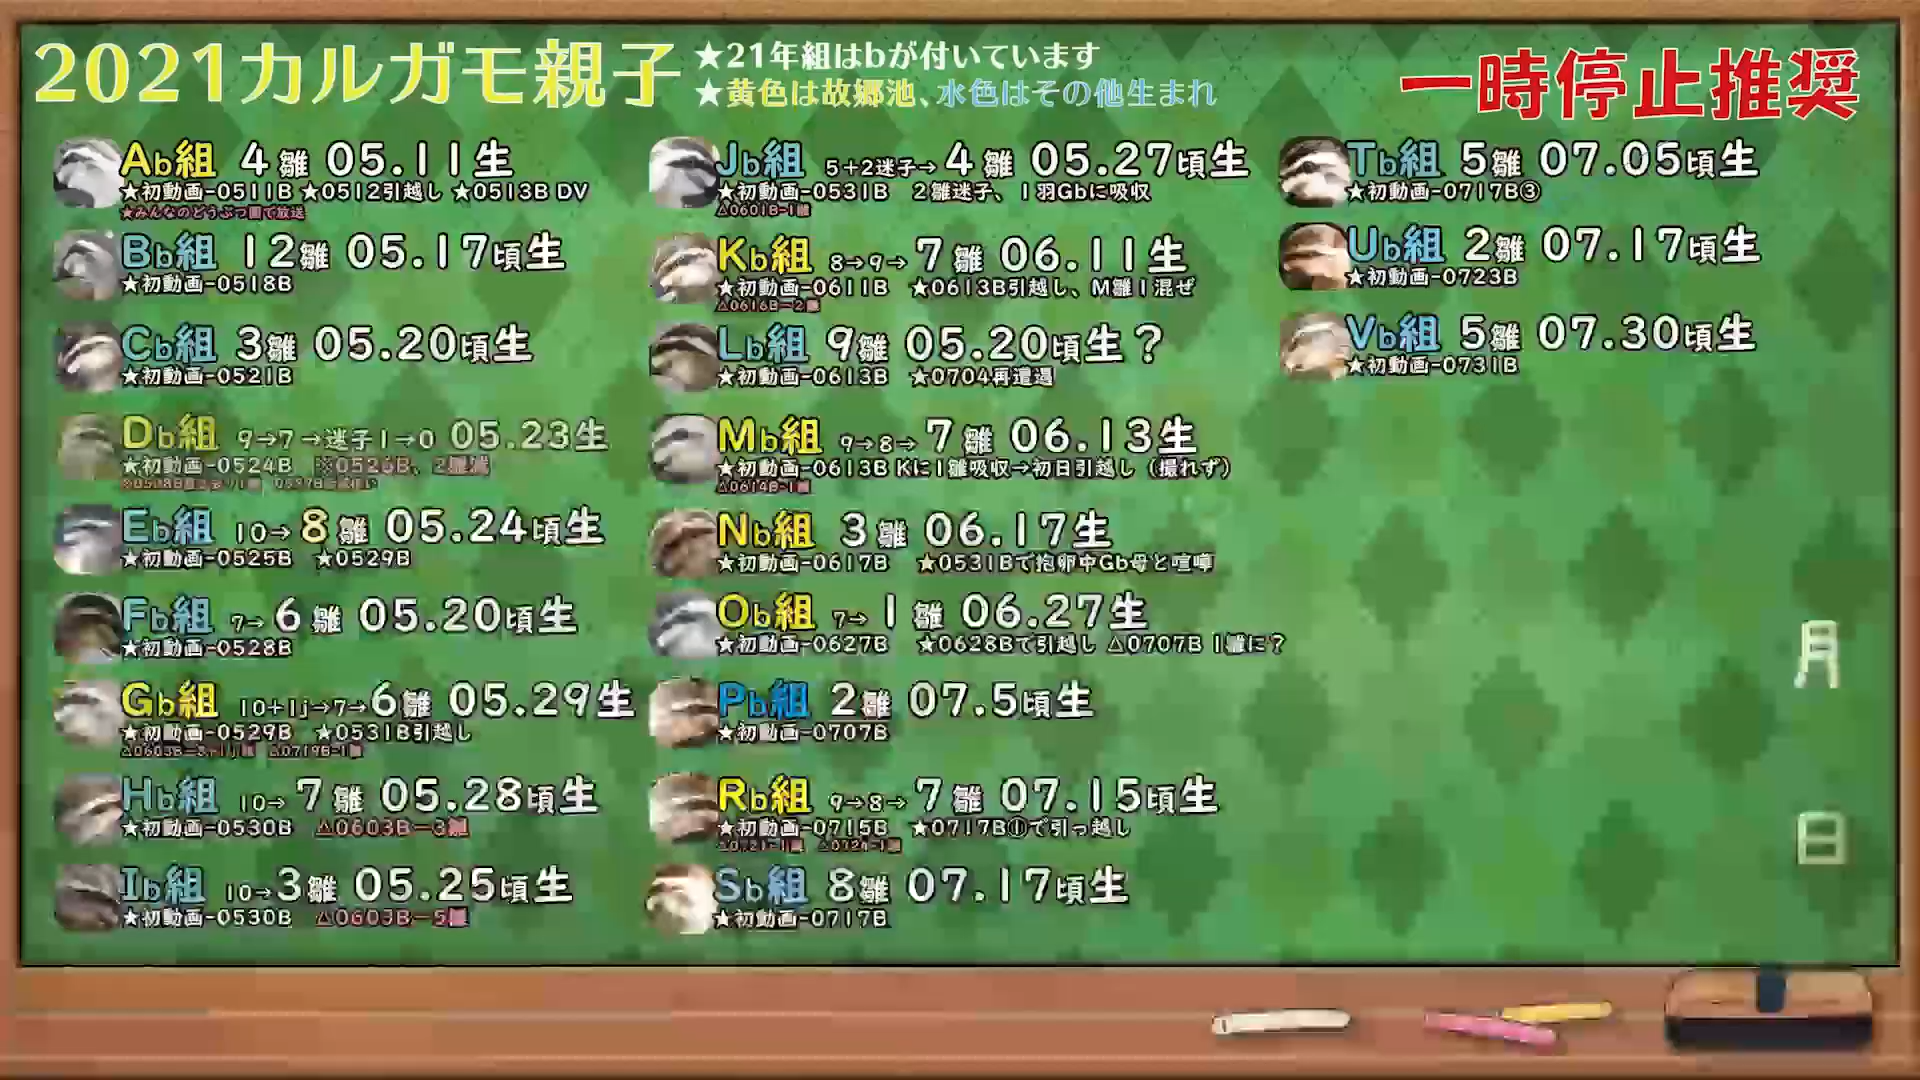 2021カルガモ親子
★21年組はbが付いています
★黄色は故郷池、水色はその他生まれ
一時停止推奨
Ab組 4雛 05.11生
★初動画-0511B ★0512引越し ★0513B DV
★みんなのどうぶつ園で放送
Bb組 12雛 05.17頃生
★初動画-0518B
Cb組 3雛 05.20頃生
★初動画-0521B
Db組 9→7→迷子1→0 05.23生
★初動画-0524B ※0526B、2雛減
Eb組 10→8雛 05.24頃生
★初動画-0525B ★0529B
Fb組 7→6雛 05.20頃生
★初動画-0528B
Gb組 10+1j→7→6雛 05.29生
★初動画-0529B ★0531B引越し
△0719B-1雛
Hb組 10→7雛 05.28頃生
★初動画-0530B △0603B-3雛
Ib組 10→3雛 05.25頃生
★初動画-0530B △0603B-5雛
Jb組 5+2迷子→4雛 05.27頃生
★初動画-0531B 2雛迷子、1羽Gbに吸収
△0601B-1雛
Kb組 8→9→7雛 06.11生
★初動画-0611B ★0613B引越し、M雛1混ぜ
△0616B-2雛
Lb組 9雛 05.20頃生？
★初動画-0613B ★0704再遭遇
Mb組 9→8→7雛 06.13生
★初動画-0613B Kに1雛吸収→初日引越し（撮れず）
△0614B-1雛
Nb組 3雛 06.17生
★初動画-0617B ★0531Bで抱卵中Gb母と喧嘩
Ob組 7→1雛 06.27生
★初動画-0627B ★0628Bで引越し △0707B 1雛に？
Pb組 2雛 07.5頃生
★初動画-0707B
Rb組 9→8→7雛 07.15頃生
★初動画-0715B ★0717B①で引っ越し
Sb組 8雛 07.17頃生
★初動画-0717B
Tb組 5雛 07.05頃生
★初動画-0717B③
Ub組 2雛 07.17頃生
★初動画-0723B
Vb組 5雛 07.30頃生
★初動画-0731B
月
日